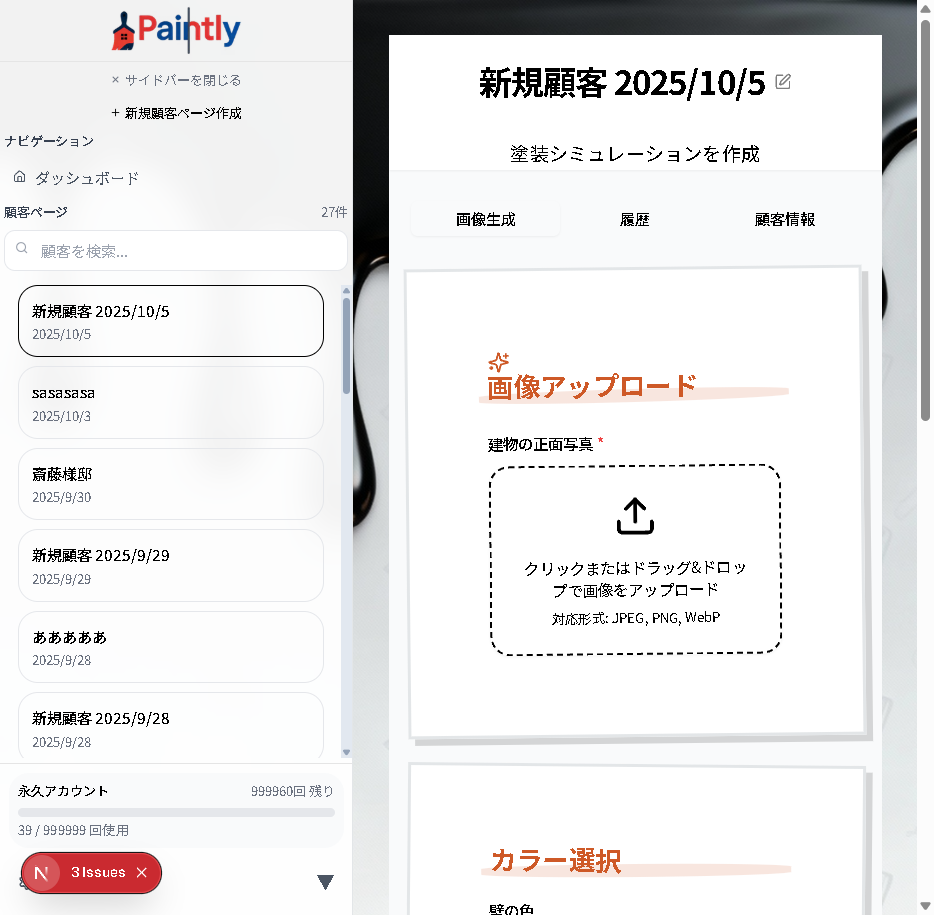 Paintly
× サイドバーを閉じる
+ 新規顧客ページ作成
ナビゲーション
ダッシュボード
顧客ページ 27件
顧客を検索...
新規顧客 2025/10/5
2025/10/5
sasasasa
2025/10/3
斎藤様邸
2025/9/30
新規顧客 2025/9/29
2025/9/29
あああああ
2025/9/28
新規顧客 2025/9/28
2025/9/28
永久アカウント 999960回 残り
39 / 999999 回使用
N 3 Issues ×
▼
新規顧客 2025/10/5
塗装シミュレーションを作成
画像生成 履歴 顧客情報
画像アップロード
建物の正面写真 *
クリックまたはドラッグ&ドロッ
プで画像をアップロード
対応形式: JPEG, PNG, WebP
カラー選択
壁の色